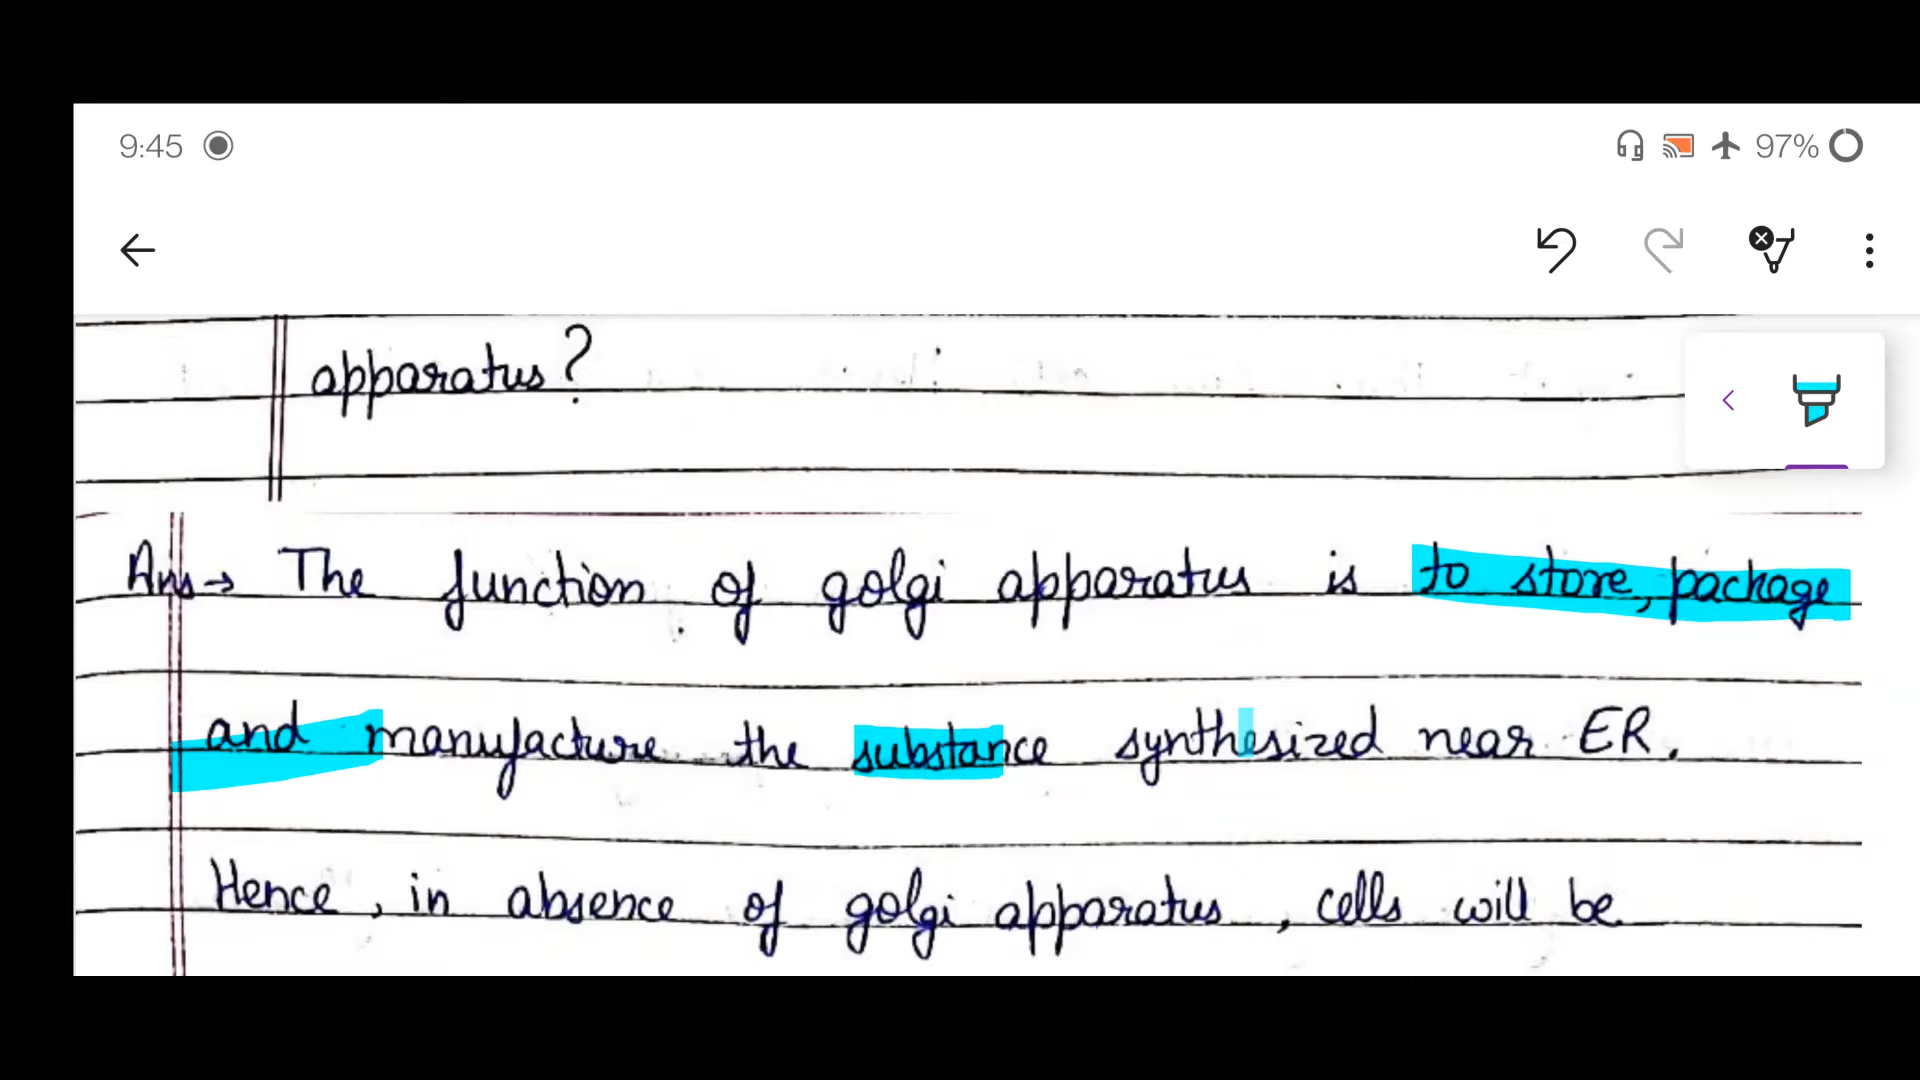 9:45 97%
apparatus?
Ans→ The function of golgi apparatus is to store, package
and manufacture the substance synthesized near ER.
Hence, in absence of golgi apparatus, cells will be